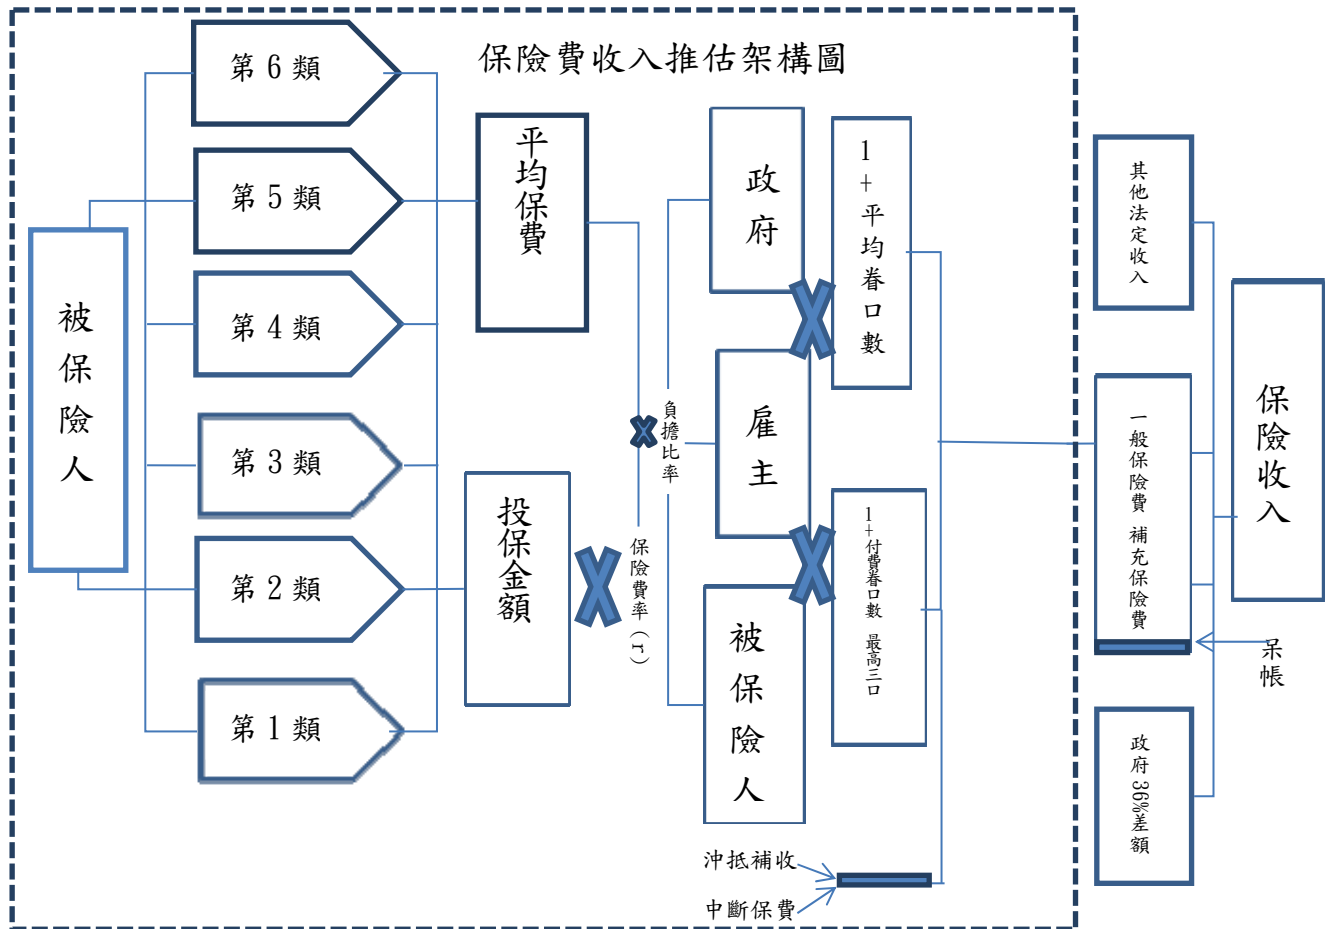 保險費收入推估架構圖
被保險人
第 6 類
第 5 類
第 4 類
第 3 類
第 2 類
第 1 類
平均保費
投保金額
保險費率(r)
負擔比率
政府
雇主
被保險人
1+平均眷口數
1+付費眷口數 最高三口
沖抵補收
中斷保費
其他法定收入
一般保險費 補充保險費
呆帳
政府 36%差額
保險收入